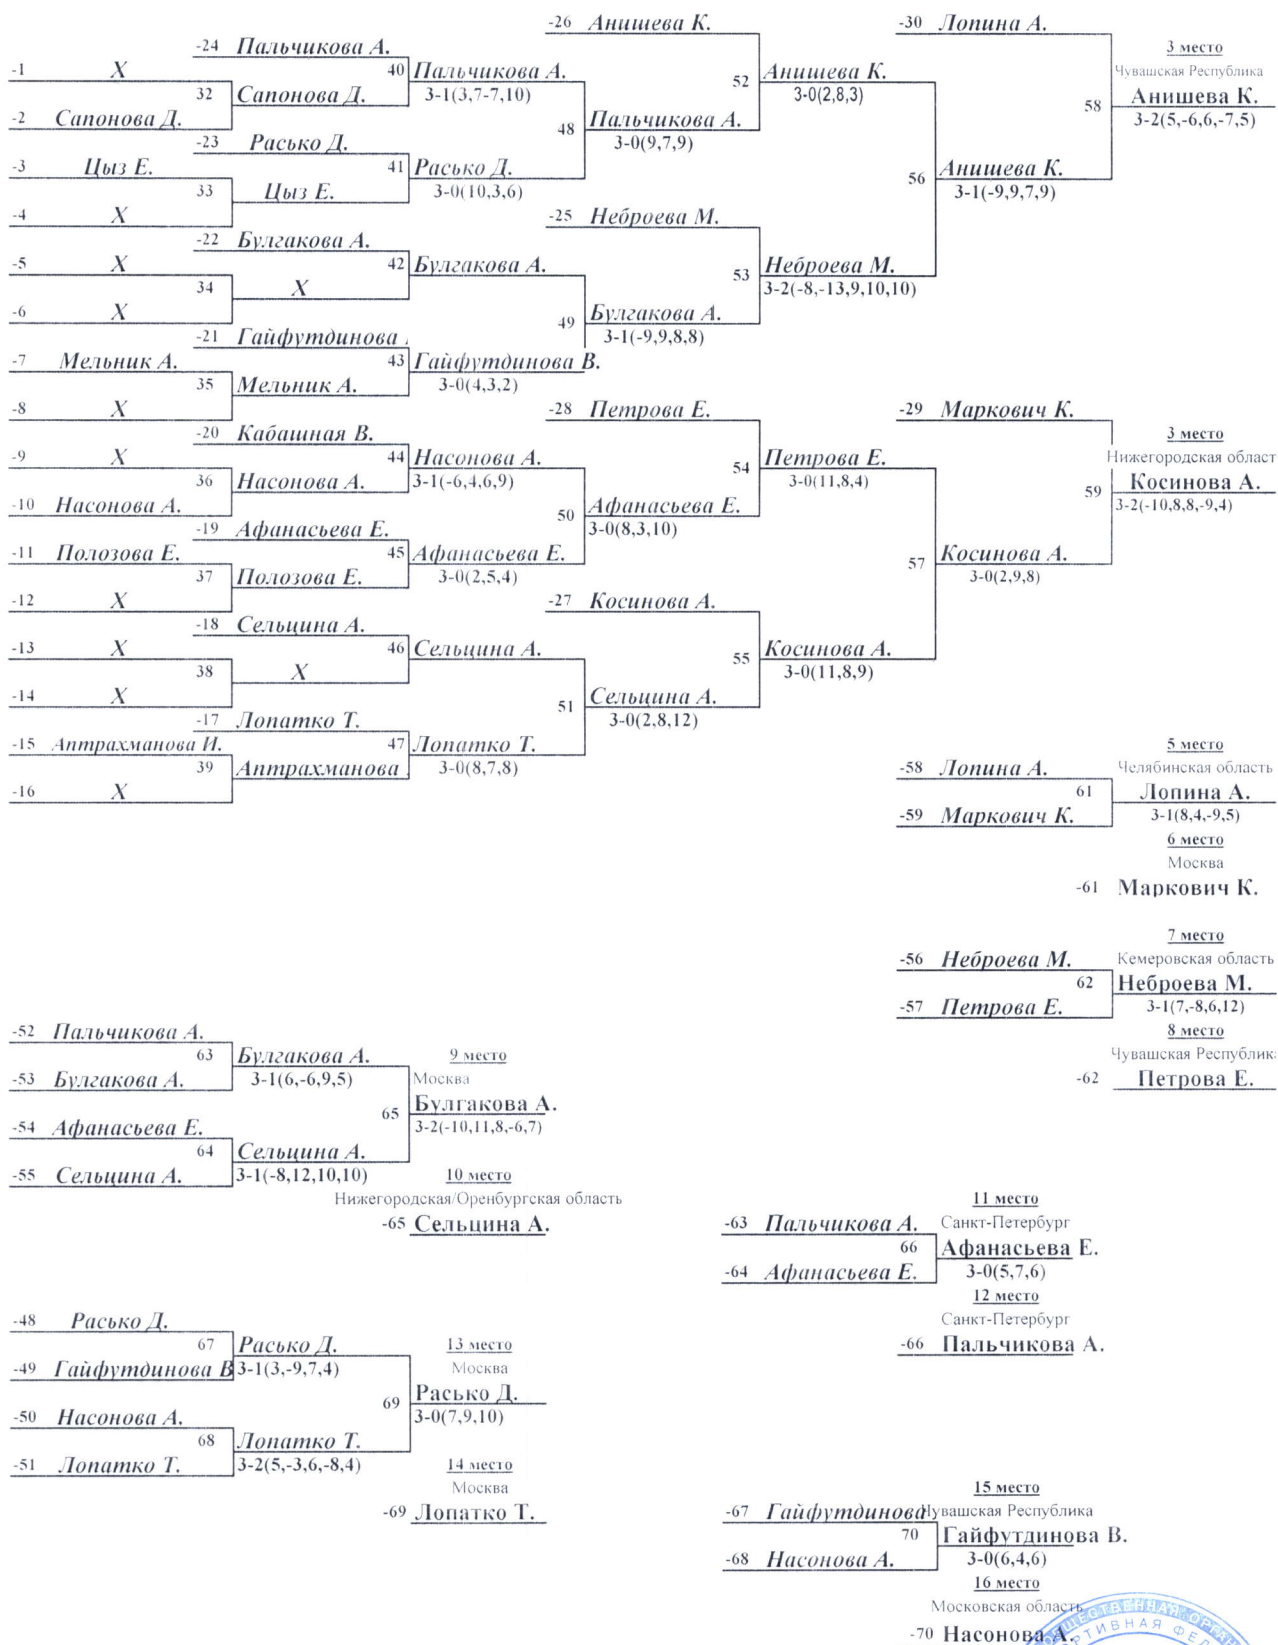 -26 Анишева К.
-30 Лопина А.
-24 Пальчикова А.
3 место
-1 X
40 Пальчикова А.
52 Анишева К.
Чувашская Республика
32 Сапонова Д.
3-1(3,7-7,10)
3-0(2,8,3)
58 Анишева К.
-2 Сапонова Д.
48 Пальчикова А.
3-2(5,-6,6,-7,5)
-23 Расько Д.
3-0(9,7,9)
-3 Цыз Е.
41 Расько Д.
56 Анишева К.
33 Цыз Е.
3-0(10,3,6)
3-1(-9,9,7,9)
-4 X
-25 Неброева М.
-22 Булгакова А.
-5 X
42 Булгакова А.
53 Неброева М.
34 X
3-2(-8,-13,9,10,10)
-6 X
49 Булгакова А.
-21 Гайфутдинова
3-1(-9,9,8,8)
-7 Мельник А.
43 Гайфутдинова В.
35 Мельник А.
3-0(4,3,2)
-8 X
-28 Петрова Е.
-29 Маркович К.
-20 Кабашная В.
3 место
-9 X
44 Насонова А.
54 Петрова Е.
Нижегородская област
36 Насонова А.
3-1(-6,4,6,9)
3-0(11,8,4)
59 Косинова А.
-10 Насонова А.
50 Афанасьева Е.
3-2(-10,8,8,-9,4)
-19 Афанасьева Е.
3-0(8,3,10)
-11 Полозова Е.
45 Афанасьева Е.
57 Косинова А.
37 Полозова Е.
3-0(2,5,4)
3-0(2,9,8)
-12 X
-27 Косинова А.
-18 Сельцина А.
-13 X
46 Сельцина А.
55 Косинова А.
38 X
3-0(11,8,9)
-14 X
51 Сельцина А.
-17 Лопатко Т.
3-0(2,8,12)
-15 Аптрахманова И.
47 Лопатко Т.
5 место
39 Аптрахманова
3-0(8,7,8)
-58 Лопина А.
Челябинская область
-16 X
61 Лопина А.
-59 Маркович К.
3-1(8,4,-9,5)
6 место
Москва
-61 Маркович К.
7 место
-56 Неброева М.
Кемеровская область
62 Неброева М.
-57 Петрова Е.
3-1(7,-8,6,12)
-52 Пальчикова А.
8 место
63 Булгакова А.
9 место
Чувашская Республик
-53 Булгакова А.
3-1(6,-6,9,5)
Москва
-62 Петрова Е.
65 Булгакова А.
-54 Афанасьева Е.
3-2(-10,11,8,-6,7)
64 Сельцина А.
-55 Сельцина А.
3-1(-8,12,10,10)
10 место
Нижегородская/Оренбургская область
11 место
-65 Сельцина А.
-63 Пальчикова А.
Санкт-Петербург
66 Афанасьева Е.
-64 Афанасьева Е.
3-0(5,7,6)
12 место
-48 Расько Д.
Санкт-Петербург
67 Расько Д.
13 место
-66 Пальчикова А.
-49 Гайфутдинова В
3-1(3,-9,7,4)
Москва
69 Расько Д.
-50 Насонова А.
3-0(7,9,10)
68 Лопатко Т.
-51 Лопатко Т.
3-2(5,-3,6,-8,4)
14 место
Москва
15 место
-69 Лопатко Т.
-67 Гайфутдинова
Чувашская Республика
70 Гайфутдинова В.
-68 Насонова А.
3-0(6,4,6)
16 место
Московская область
-70 Насонова А.